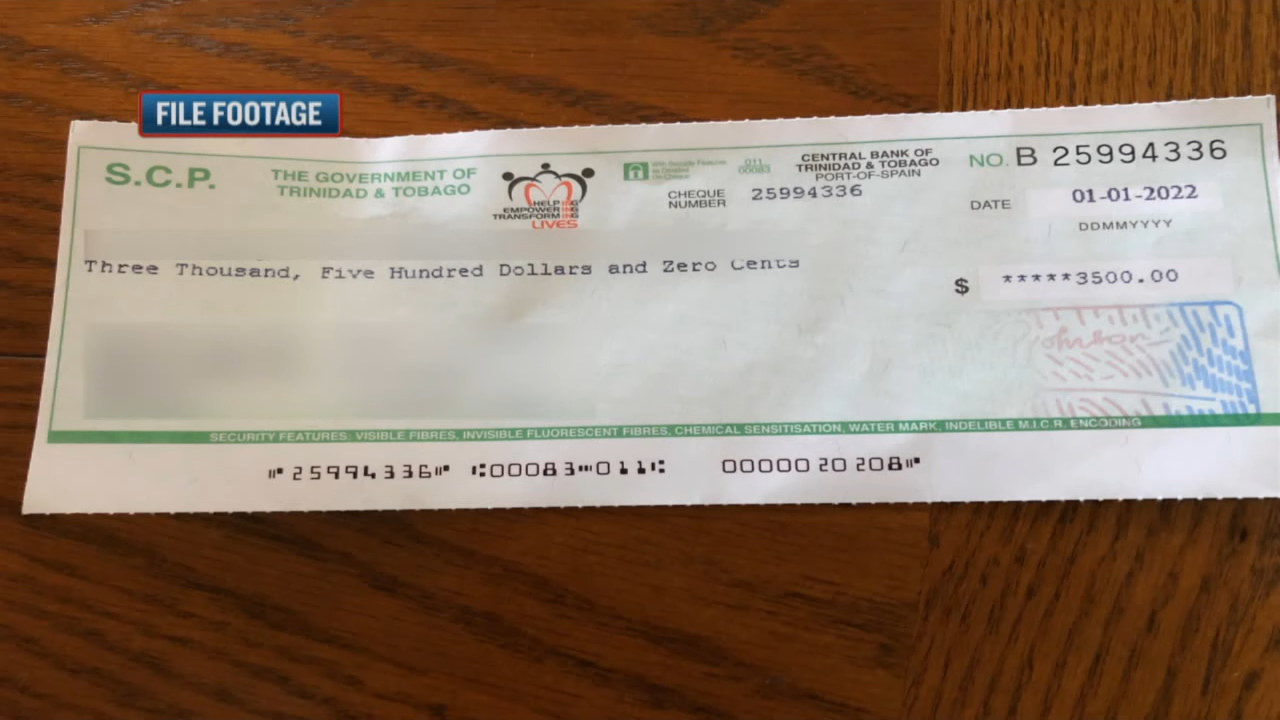 FILE FOOTAGE
S.C.P.
THE GOVERNMENT OF
TRINIDAD & TOBAGO
HELPING
EMPOWERING
TRANSFORMING
LIVES
011
00083
CHEQUE
NUMBER
25994336
CENTRAL BANK OF
TRINIDAD & TOBAGO
PORT-OF-SPAIN
NO. B 25994336
DATE 01-01-2022
DDMMYYYY
Three Thousand, Five Hundred Dollars and Zero Cents
$ *****3500.00
SECURITY FEATURES: VISIBLE FIBRES, INVISIBLE FLUORESCENT FIBRES, CHEMICAL SENSITISATION, WATER MARK, INDELIBLE M.I.C.R. ENCODING
⑈25994336⑈ ⑆00083⑉011⑆ 0000020208⑈